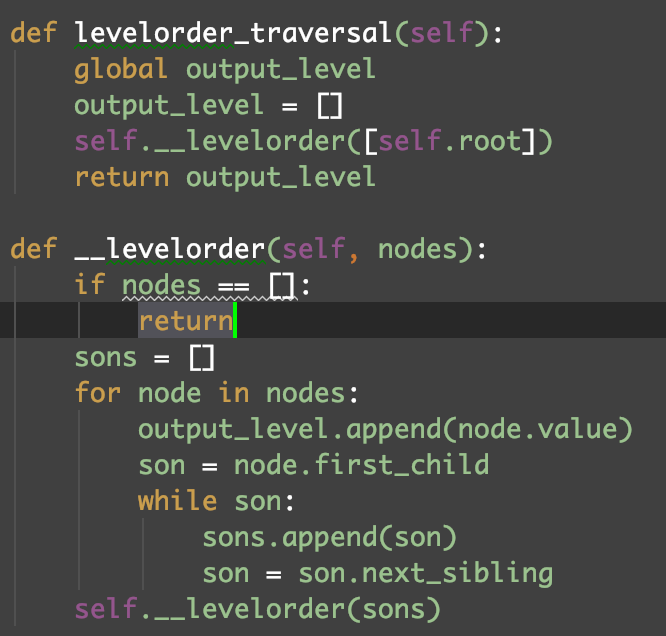 def levelorder_traversal(self):
    global output_level
    output_level = []
    self.__levelorder([self.root])
    return output_level

def __levelorder(self, nodes):
    if nodes == []:
        return
    sons = []
    for node in nodes:
        output_level.append(node.value)
        son = node.first_child
        while son:
            sons.append(son)
            son = son.next_sibling
    self.__levelorder(sons)